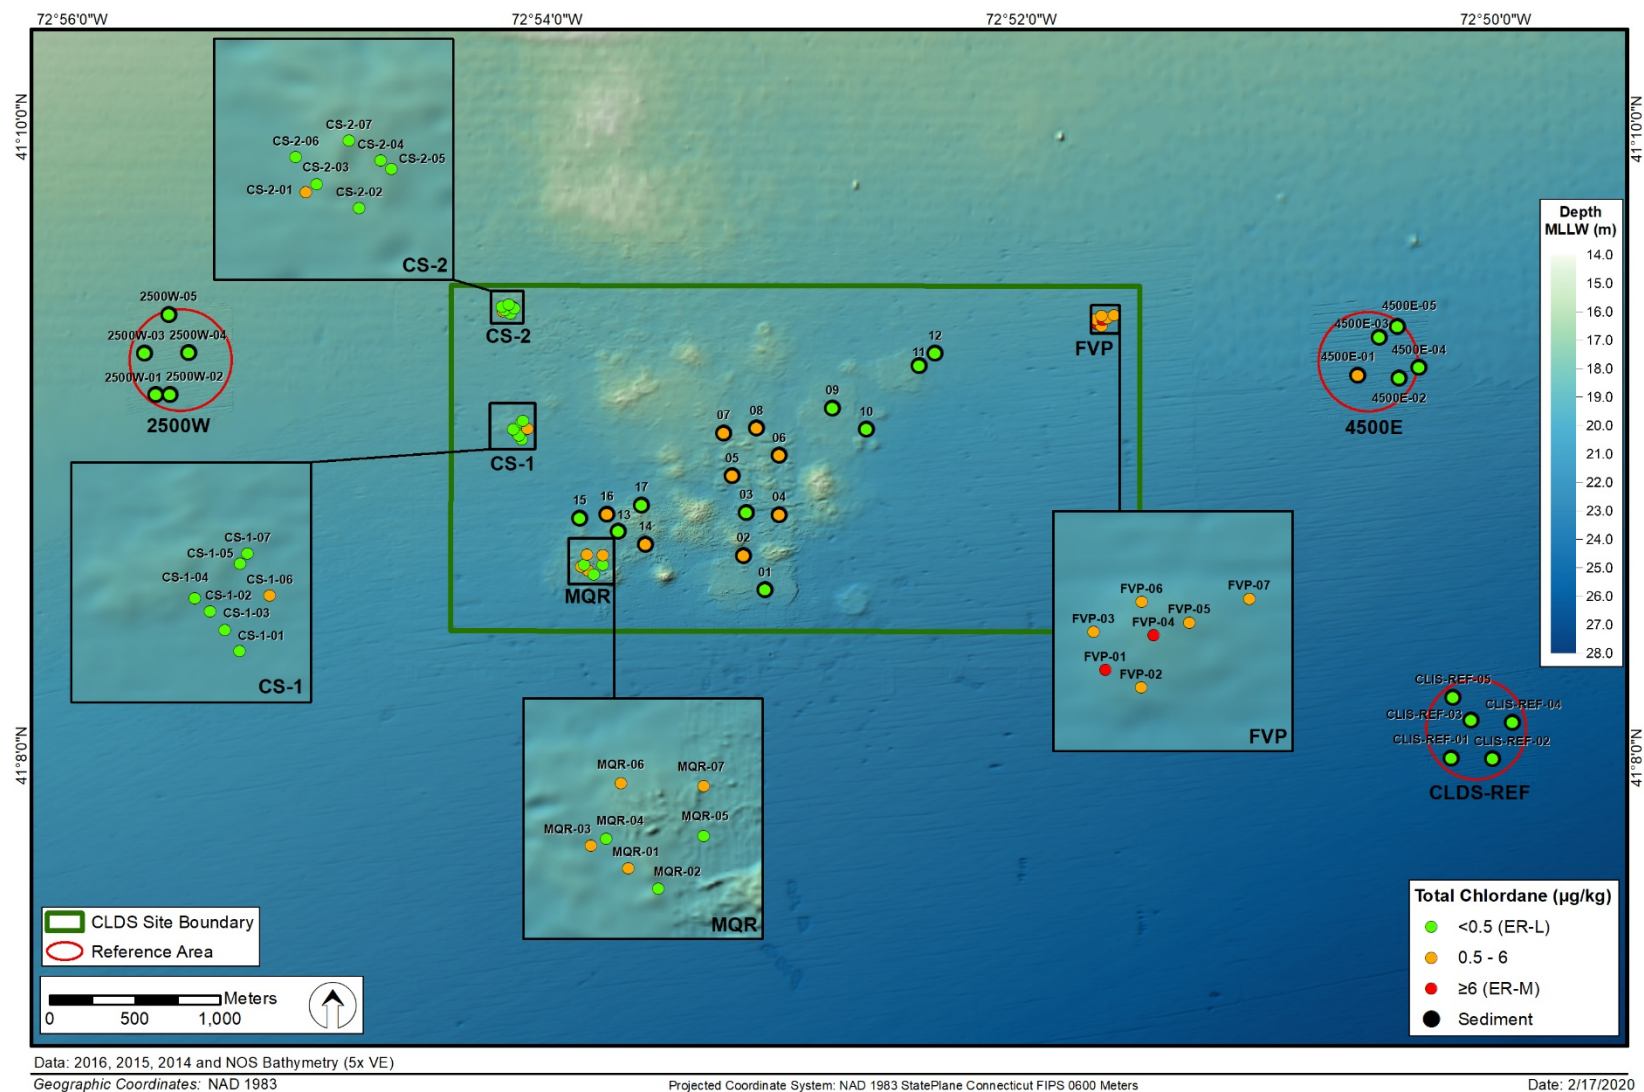 72°56'0"W
72°54'0"W
72°52'0"W
72°50'0"W
41°10'0"N
41°10'0"N
CS-2-07
CS-2-06
CS-2-04
CS-2-05
CS-2-03
CS-2-01
CS-2-02
CS-2
Depth
MLLW (m)
14.0
15.0
16.0
17.0
18.0
19.0
20.0
21.0
22.0
23.0
24.0
25.0
26.0
27.0
28.0
2500W-05
2500W-03
2500W-04
2500W-01
2500W-02
2500W
CS-2
FVP
4500E-05
4500E-03
4500E-01
4500E-04
4500E-02
4500E
12
11
09
10
07
08
06
05
03
04
02
01
CS-1
15
16
17
13
14
MQR
CS-1-07
CS-1-05
CS-1-04
CS-1-06
CS-1-02
CS-1-03
CS-1-01
CS-1
FVP-06
FVP-07
FVP-03
FVP-05
FVP-04
FVP-01
FVP-02
FVP
CLIS-REF-05
CLIS-REF-04
CLIS-REF-03
CLIS-REF-01
CLIS-REF-02
CLDS-REF
41°8'0"N
41°8'0"N
MQR-06
MQR-07
MQR-04
MQR-05
MQR-03
MQR-01
MQR-02
MQR
CLDS Site Boundary
Reference Area
Meters
0
500
1,000
Total Chlordane (µg/kg)
<0.5 (ER-L)
0.5 - 6
≥6 (ER-M)
Sediment
Data: 2016, 2015, 2014 and NOS Bathymetry (5x VE)
Geographic Coordinates: NAD 1983
Projected Coordinate System: NAD 1983 StatePlane Connecticut FIPS 0600 Meters
Date: 2/17/2020